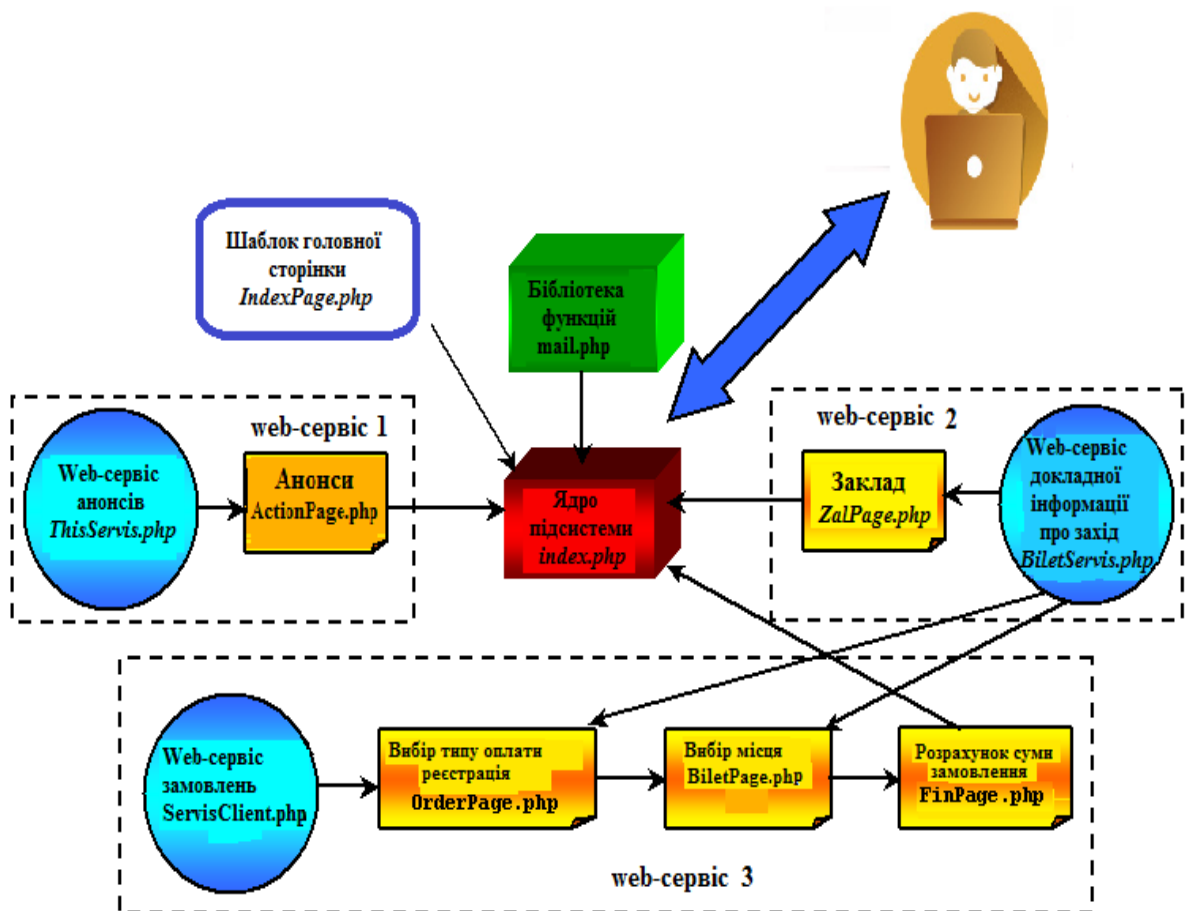 Шаблок головної
сторінки
IndexPage.php
Бібліотека
функцій
mail.php
web-сервіс 1
Web-сервіс
анонсів
ThisServis.php
Анонси
ActionPage.php
Ядро
підсистеми
index.php
web-сервіс 2
Заклад
ZalPage.php
Web-сервіс
докладної
інформації
про захід
BiletServis.php
Web-сервіс
замовлень
ServisClient.php
Вибір типу оплати
реєстрація
OrderPage.php
Вибір місця
BiletPage.php
Розрахунок суми
замовлення
FinPage.php
web-сервіс 3